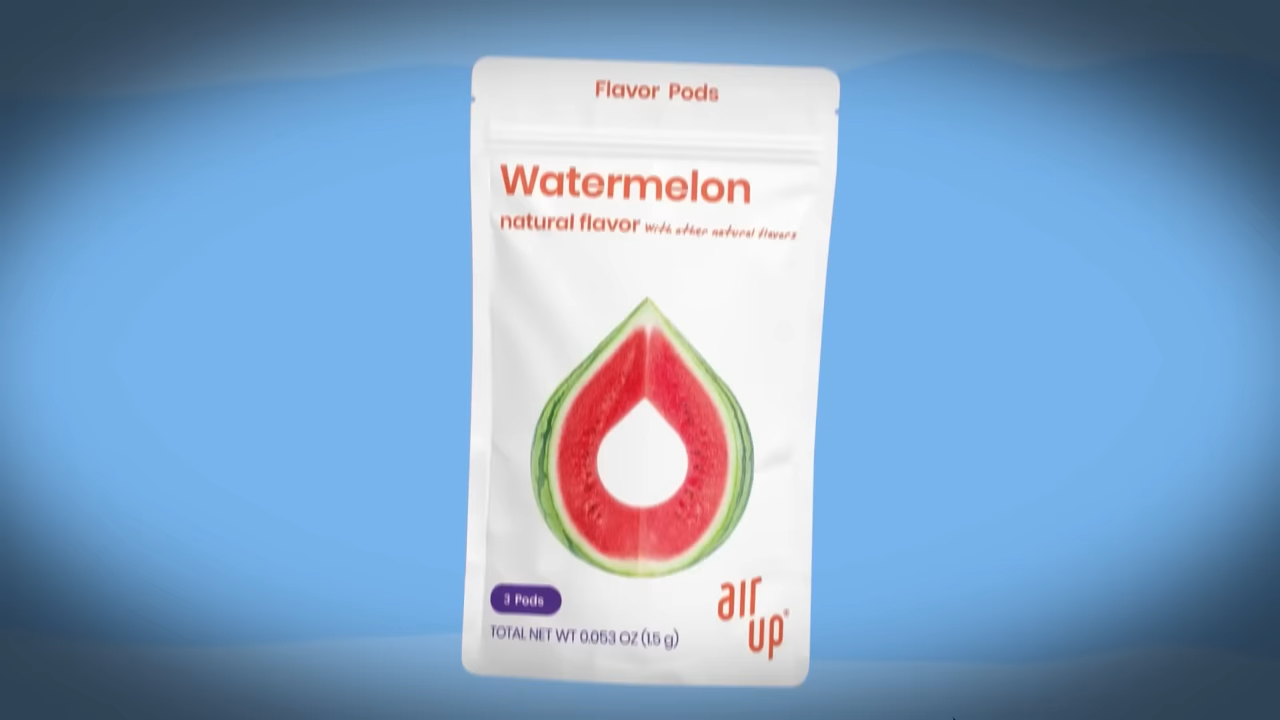 Flavor Pods
Watermelon
natural flavor With other natural flavors
3 Pods
TOTAL NET WT 0.053 OZ (1.5 g)
air
up®